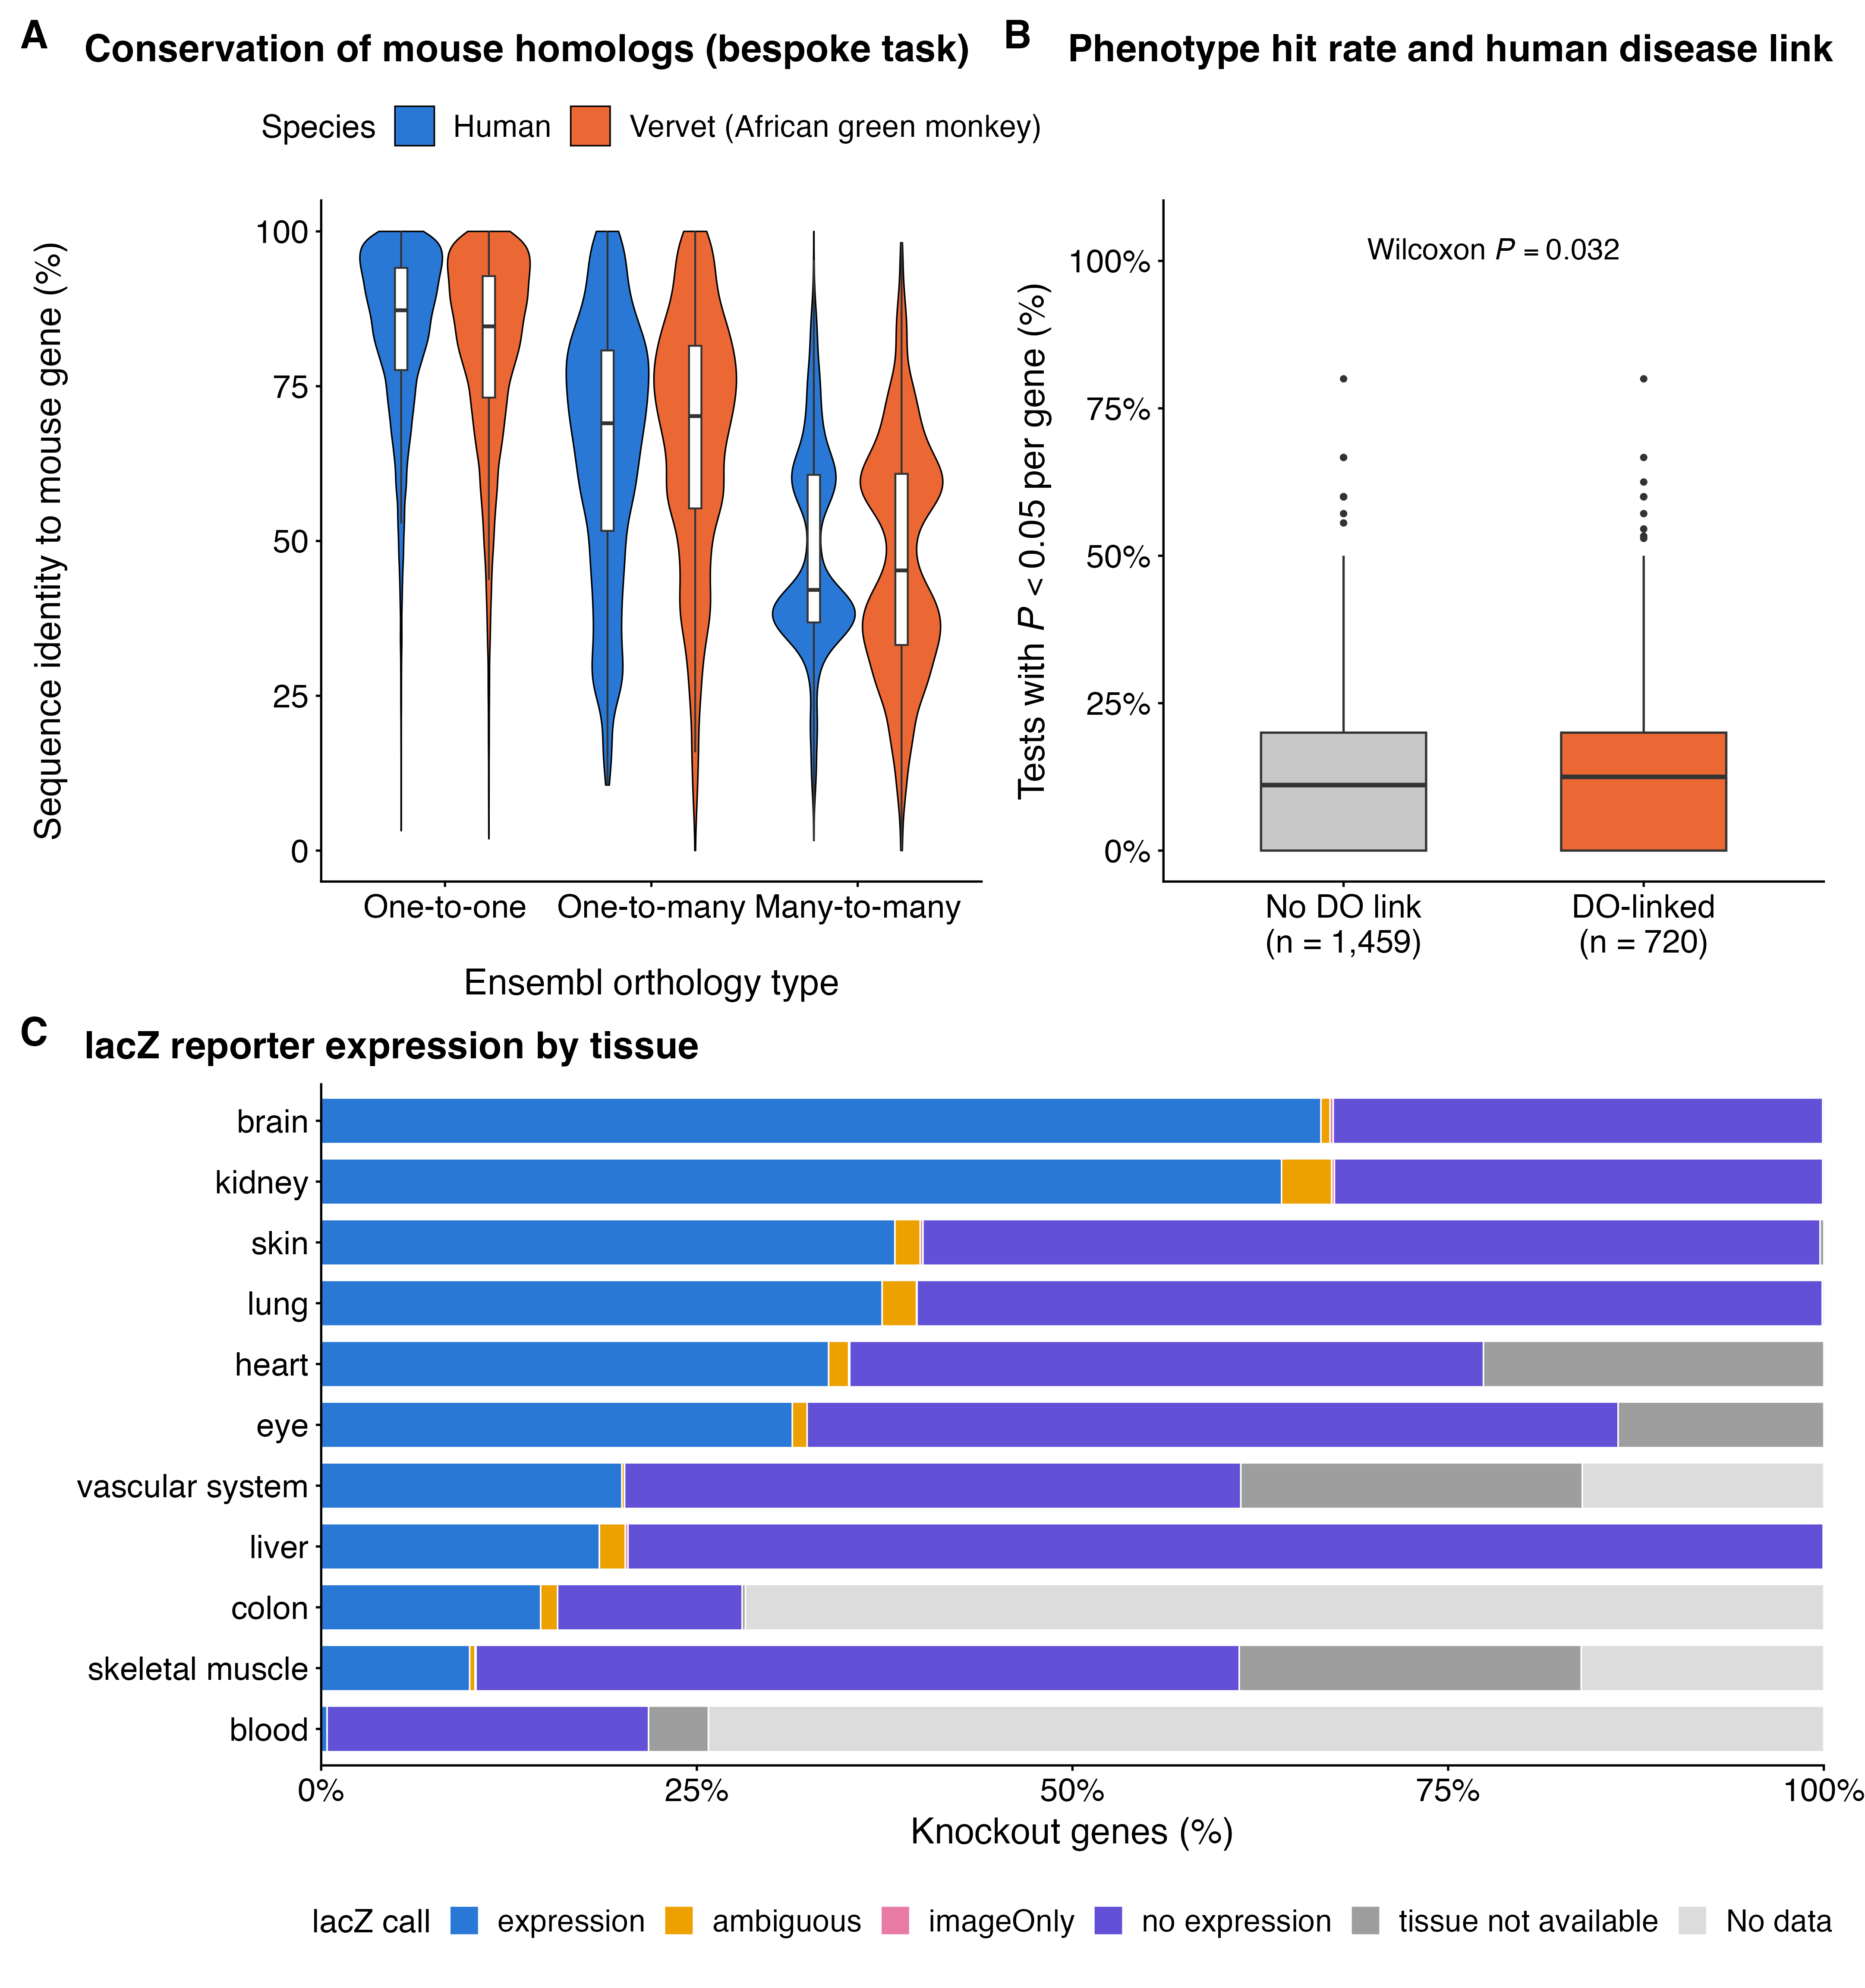 A
Conservation of mouse homologs (bespoke task)
Species Human Vervet (African green monkey)
Sequence identity to mouse gene (%)
100
75
50
25
0
One-to-one One-to-many Many-to-many
Ensembl orthology type
B
Phenotype hit rate and human disease link
Tests with P < 0.05 per gene (%)
Wilcoxon P = 0.032
100%
75%
50%
25%
0%
No DO link
(n = 1,459)
DO-linked
(n = 720)
C
lacZ reporter expression by tissue
brain
kidney
skin
lung
heart
eye
vascular system
liver
colon
skeletal muscle
blood
0% 25% 50% 75% 100%
Knockout genes (%)
lacZ call expression ambiguous imageOnly no expression tissue not available No data